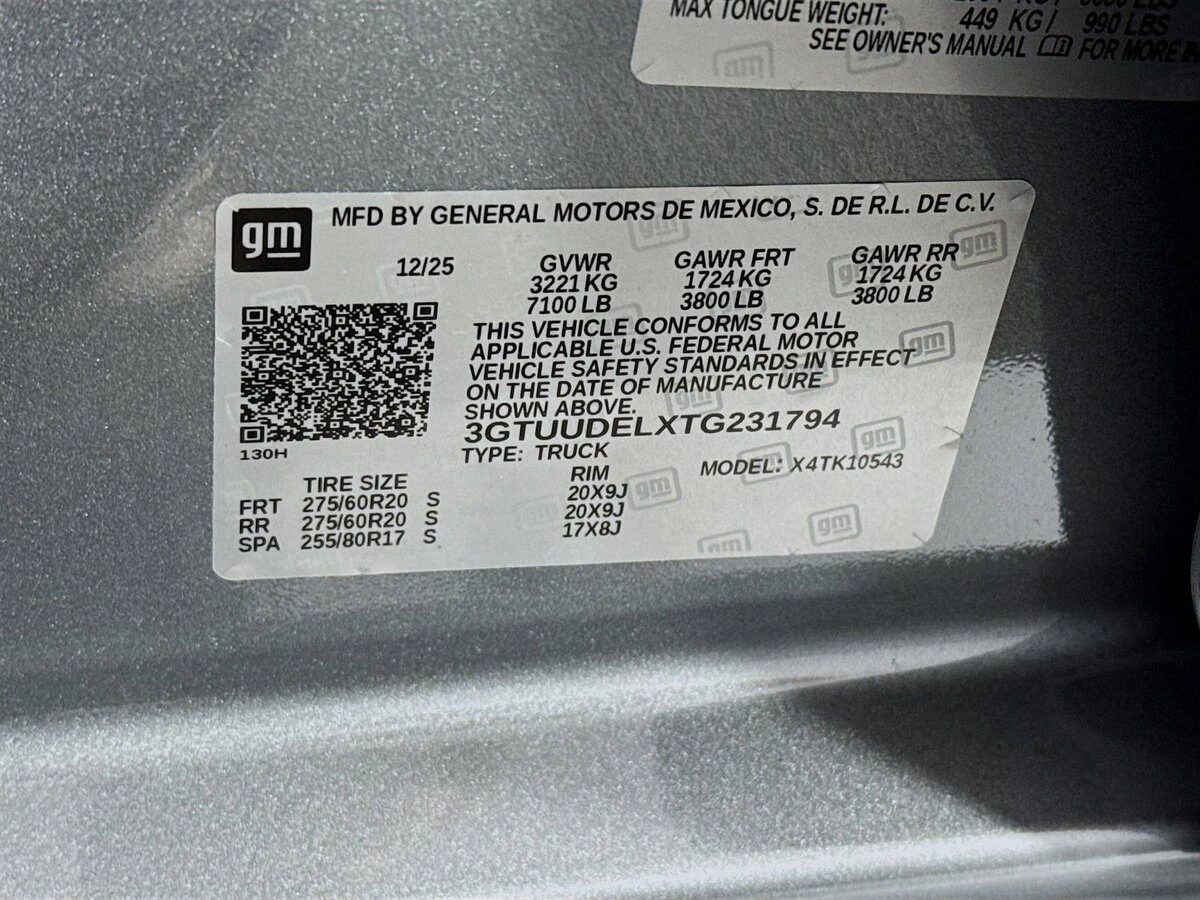 MAX TONGUE WEIGHT: 449 KG/ 990 LBS
SEE OWNER'S MANUAL FOR MORE
gm
MFD BY GENERAL MOTORS DE MEXICO, S. DE R.L. DE C.V.
12/25 GVWR GAWR FRT GAWR RR
3221 KG 1724 KG 1724 KG
7100 LB 3800 LB 3800 LB
THIS VEHICLE CONFORMS TO ALL
APPLICABLE U.S. FEDERAL MOTOR
VEHICLE SAFETY STANDARDS IN EFFECT
ON THE DATE OF MANUFACTURE
SHOWN ABOVE.
3GTUUDELXTG231794
130H
TYPE: TRUCK
MODEL: X4TK10543
TIRE SIZE RIM
FRT 275/60R20 S 20X9J
RR 275/60R20 S 20X9J
SPA 255/80R17 S 17X8J